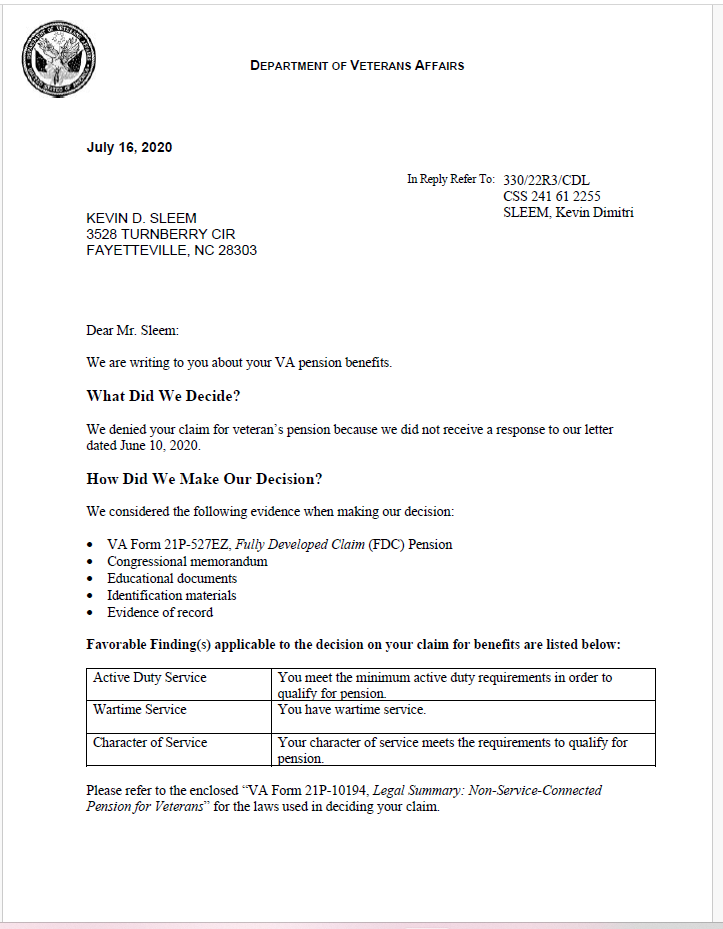 DEPARTMENT OF VETERANS AFFAIRS
July 16, 2020
In Reply Refer To: 330/22R3/CDL
CSS 241 61 2255
SLEEM, Kevin Dimitri
KEVIN D. SLEEM
3528 TURNBERRY CIR
FAYETTEVILLE, NC 28303
Dear Mr. Sleem:
We are writing to you about your VA pension benefits.
What Did We Decide?
We denied your claim for veteran’s pension because we did not receive a response to our letter
dated June 10, 2020.
How Did We Make Our Decision?
We considered the following evidence when making our decision:
• VA Form 21P-527EZ, Fully Developed Claim (FDC) Pension
• Congressional memorandum
• Educational documents
• Identification materials
• Evidence of record
Favorable Finding(s) applicable to the decision on your claim for benefits are listed below:
Active Duty Service You meet the minimum active duty requirements in order to
qualify for pension.
Wartime Service You have wartime service.
Character of Service Your character of service meets the requirements to qualify for
pension.
Please refer to the enclosed “VA Form 21P-10194, Legal Summary: Non-Service-Connected
Pension for Veterans” for the laws used in deciding your claim.